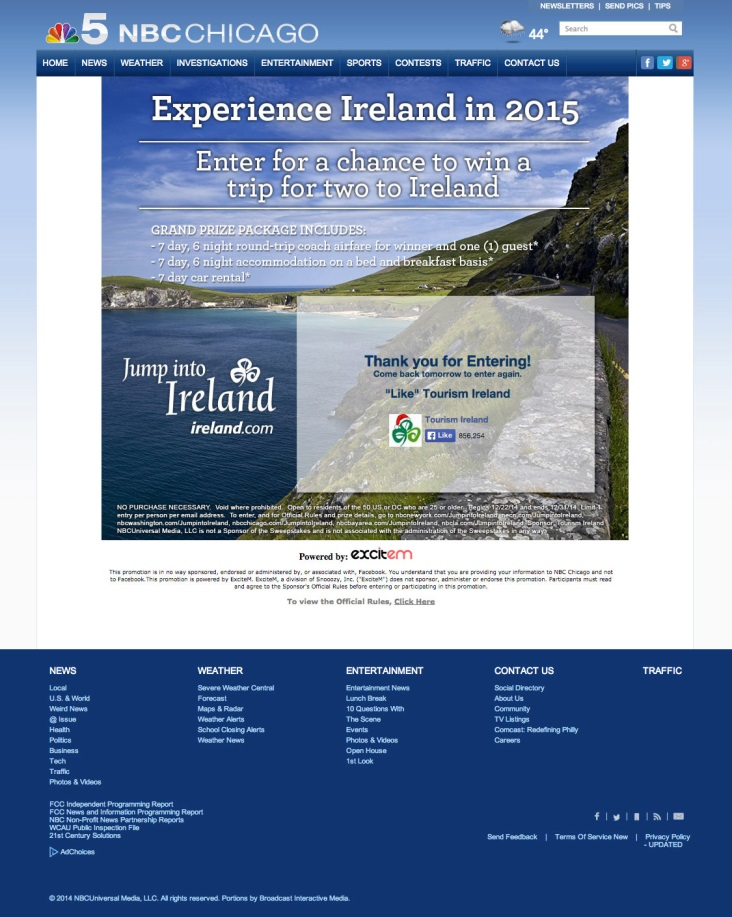 NEWSLETTERS | SEND PICS | TIPS
5 NBC CHICAGO
44°
Search
HOME NEWS WEATHER INVESTIGATIONS ENTERTAINMENT SPORTS CONTESTS TRAFFIC CONTACT US
Experience Ireland in 2015
Enter for a chance to win a
trip for two to Ireland
GRAND PRIZE PACKAGE INCLUDES:
- 7 day, 6 night round-trip coach airfare for winner and one (1) guest*
- 7 day, 6 night accommodation on a bed and breakfast basis*
- 7 day car rental*
Jump into
Ireland
ireland.com
Thank you for Entering!
Come back tomorrow to enter again.
"Like" Tourism Ireland
Tourism Ireland
Like 856,254
NO PURCHASE NECESSARY. Void where prohibited. Open to residents of the 50 US or DC who are 25 or older. Begins 12/22/14 and ends 12/31/14. Limit 1
entry per person per email address. To enter, and for Official Rules and prize details, go to nbcnewyork.com/JumpintoIreland, necn.com/JumpintoIreland,
nbcwashington.com/JumpintoIreland, nbcchicago.com/JumpintoIreland, nbcbayarea.com/JumpintoIreland, nbcla.com/JumpintoIreland. Sponsor: Tourism Ireland
NBCUniversal Media, LLC is not a Sponsor of the Sweepstakes and is not associated with the administration of the Sweepstakes in any way.
Powered by: excitem
This promotion is in no way sponsored, endorsed or administered by, or associated with, Facebook. You understand that you are providing your information to NBC Chicago and not
to Facebook.This promotion is powered by ExciteM. ExciteM, a division of Snooozy, Inc. ("ExciteM") does not sponsor, administer or endorse this promotion. Participants must read
and agree to the Sponsor's Official Rules before entering or participating in this promotion.
To view the Official Rules, Click Here
NEWS
Local
U.S. & World
Weird News
@ Issue
Health
Politics
Business
Tech
Traffic
Photos & Videos
WEATHER
Severe Weather Central
Forecast
Maps & Radar
Weather Alerts
School Closing Alerts
Weather News
ENTERTAINMENT
Entertainment News
Lunch Break
10 Questions With
The Scene
Events
Photos & Videos
Open House
1st Look
CONTACT US
Social Directory
About Us
Community
TV Listings
Comcast: Redefining Philly
Careers
TRAFFIC
FCC Independent Programming Report
FCC News and Information Programming Report
NBC Non-Profit News Partnership Reports
WCAU Public Inspection File
21st Century Solutions
AdChoices
Send Feedback | Terms Of Service New | Privacy Policy
- UPDATED
© 2014 NBCUniversal Media, LLC. All rights reserved. Portions by Broadcast Interactive Media.